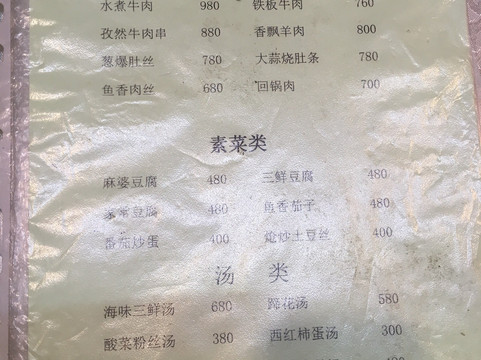 水煮牛肉 980 铁板牛肉 760
孜然牛肉串 880 香飘羊肉 800
葱爆肚丝 780 大蒜烧肚条 780
鱼香肉丝 680 回锅肉 700
素菜类
麻婆豆腐 480 三鲜豆腐 480
家常豆腐 480 鱼香茄子 480
番茄炒蛋 400 炝炒土豆丝 400
汤 类
海味三鲜汤 680 蹄花汤 580
酸菜粉丝汤 380 西红柿蛋汤 300